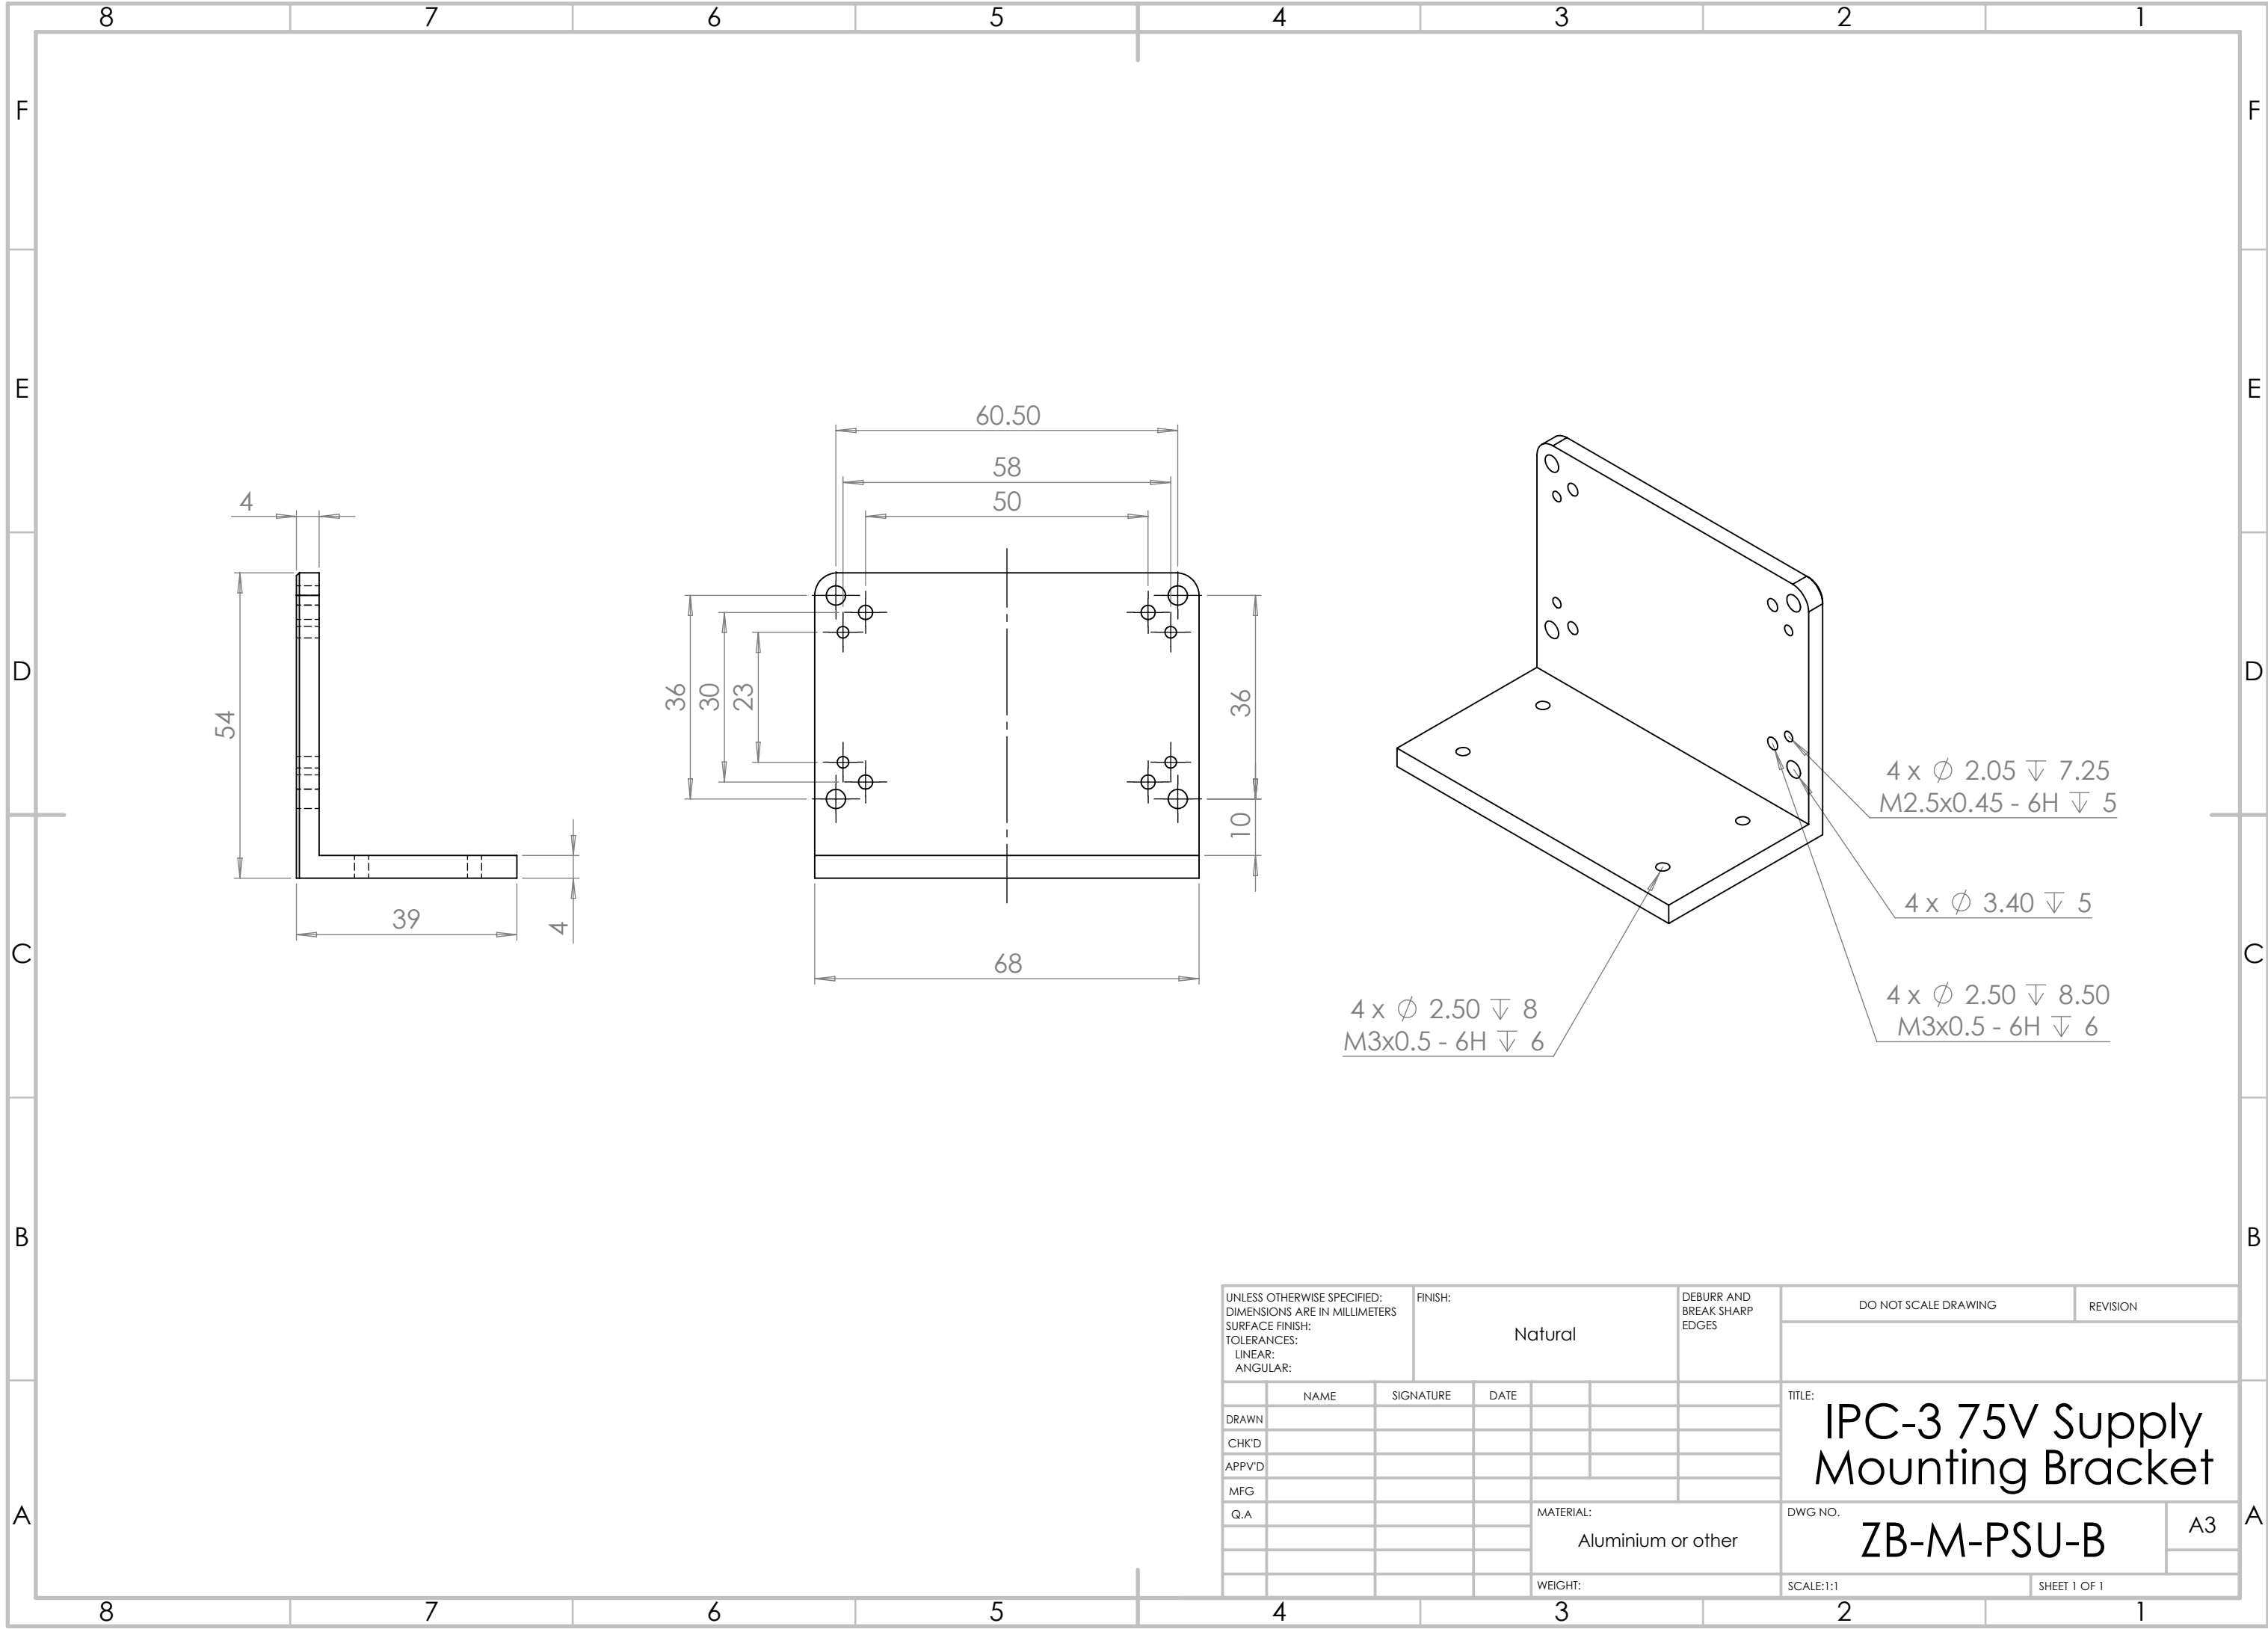 8 7 6 5 4 3 2 1
F F
E E
D D
C C
B B
A A
4
54
39
4
60.50
58
50
36
30
23
36
10
68
4 x ∅ 2.05 ↧ 7.25
M2.5x0.45 - 6H ↧ 5
4 x ∅ 3.40 ↧ 5
4 x ∅ 2.50 ↧ 8.50
M3x0.5 - 6H ↧ 6
4 x ∅ 2.50 ↧ 8
M3x0.5 - 6H ↧ 6
UNLESS OTHERWISE SPECIFIED:
DIMENSIONS ARE IN MILLIMETERS
SURFACE FINISH:
TOLERANCES:
LINEAR:
ANGULAR:
FINISH:
Natural
DEBURR AND
BREAK SHARP
EDGES
DO NOT SCALE DRAWING
REVISION
NAME SIGNATURE DATE
DRAWN
CHK'D
APPV'D
MFG
Q.A
TITLE:
IPC-3 75V Supply
Mounting Bracket
MATERIAL:
Aluminium or other
DWG NO.
ZB-M-PSU-B
A3
WEIGHT:
SCALE:1:1
SHEET 1 OF 1
8 7 6 5 4 3 2 1